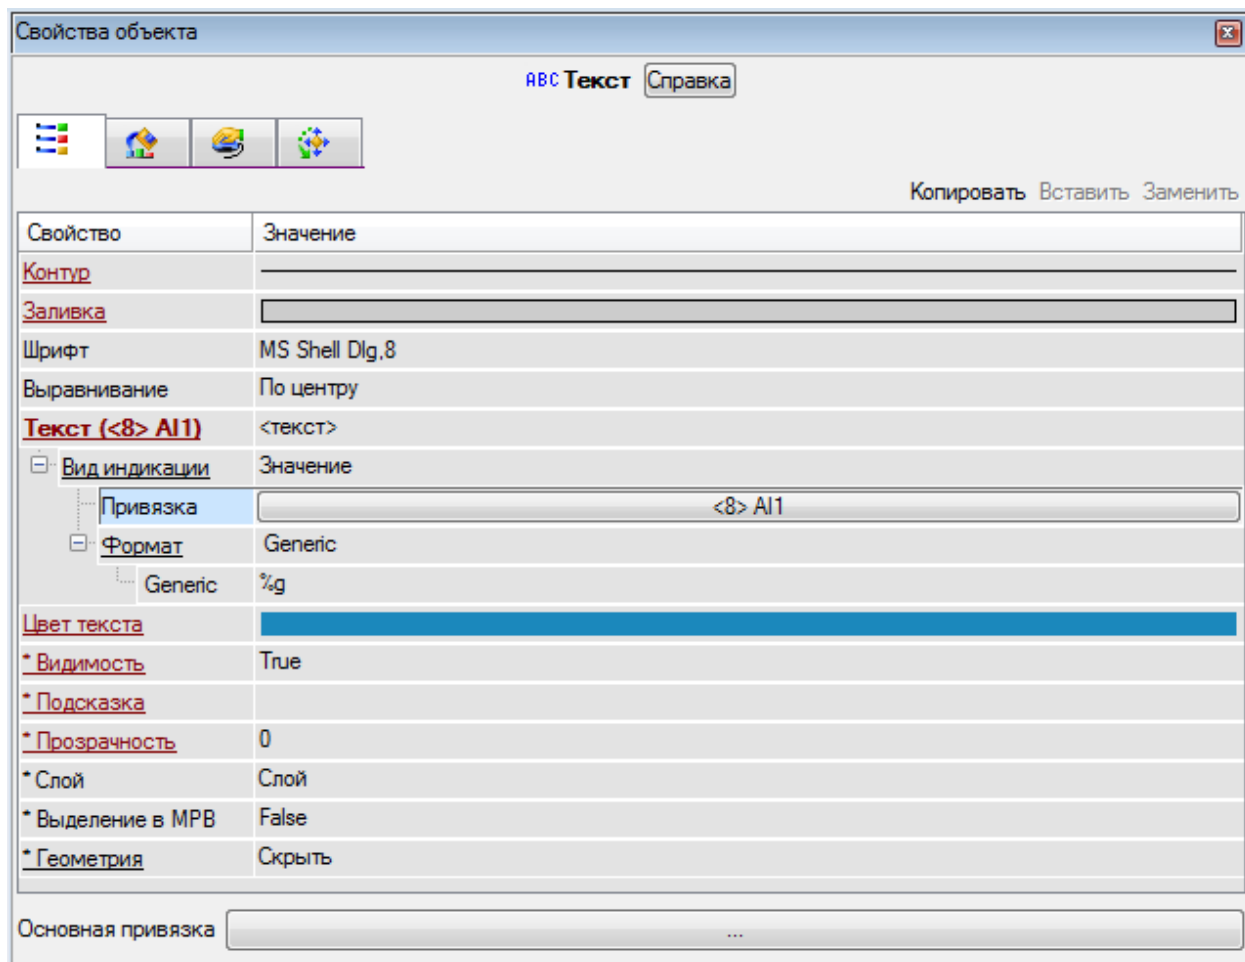 Свойства объекта
ABC Текст Справка
Копировать Вставить Заменить
Свойство Значение
Контур
Заливка
Шрифт MS Shell Dlg,8
Выравнивание По центру
Текст (<8> AI1) <текст>
Вид индикации Значение
Привязка <8> AI1
Формат Generic
Generic %g
Цвет текста
* Видимость True
* Подсказка
* Прозрачность 0
* Слой Слой
* Выделение в МРВ False
* Геометрия Скрыть
Основная привязка ...